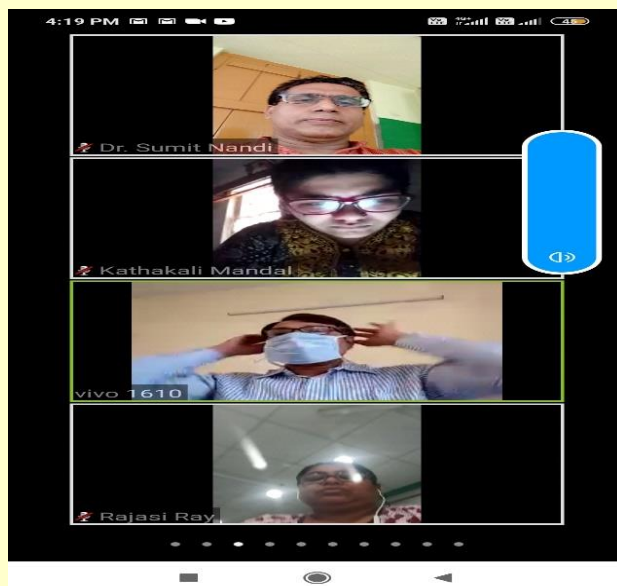 4:19 PM
Dr. Sumit Nandi
Kathakali Mandal
vivo 1610
Rajasi Ray